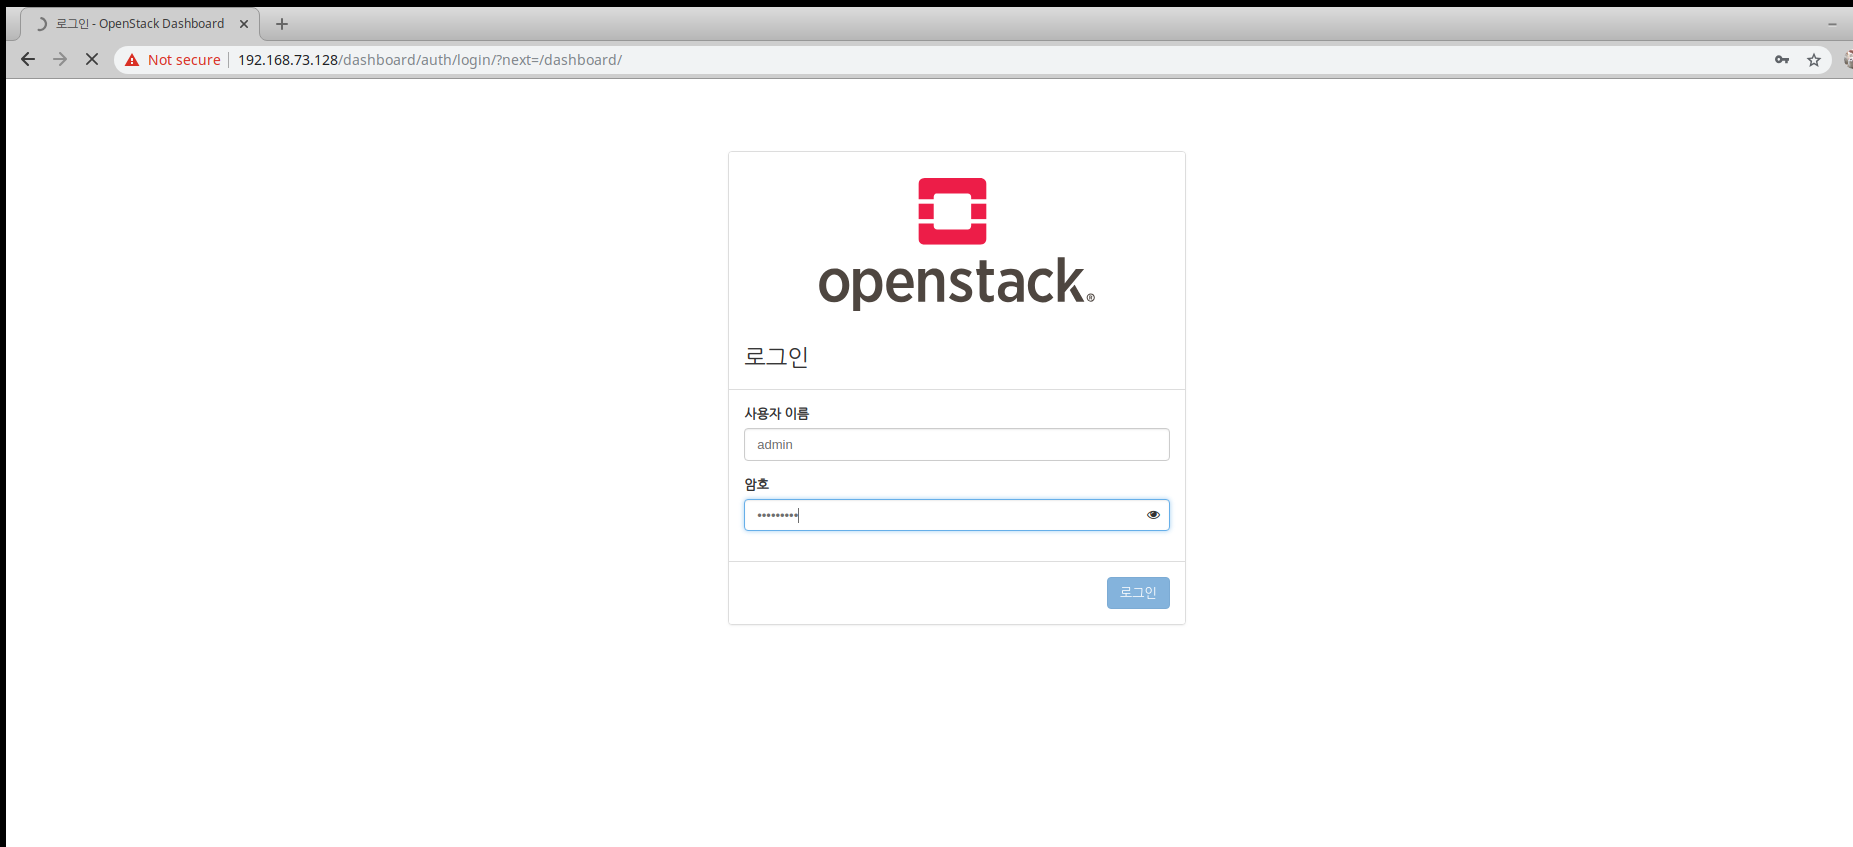 로그인 - OpenStack Dashboard
Not secure 192.168.73.128/dashboard/auth/login/?next=/dashboard/
openstack®
로그인
사용자 이름
admin
암호
•••••••••
로그인